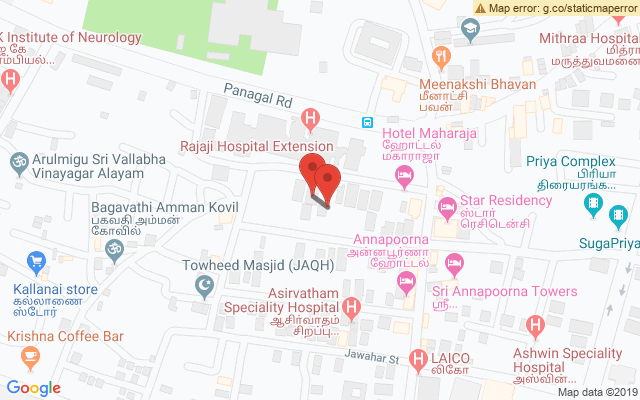 Map error: g.co/staticmaperror
K Institute of Neurology
Mithraa Hospital
மருத்துவமனை
Panagal Rd
Meenakshi Bhavan
மீனாட்சி
பவன்
Rajaji Hospital Extension
Hotel Maharaja
ஹோட்டல்
மகாராஜா
Arulmigu Sri Vallabha
Vinayagar Alayam
Priya Complex
பிரியா
திரையரங்க...
Bagavathi Amman Kovil
பகவதி அம்மன்
கோவில்
Star Residency
ஸ்டார்
ரெசிடென்சி
SugaPriya
Annapoorna
அன்னபூர்ணா
ஹோட்டல்
Towheed Masjid (JAQH)
Kallanai store
கல்லாணை
ஸ்டோர்
Sri Annapoorna Towers
ஸ்ரீ...
Asirvatham
Speciality Hospital
ஆசிர்வாதம்
சிறப்பு...
Krishna Coffee Bar
Jawahar St
LAICO
லிகோ
Ashwin Speciality
Hospital
அஸ்வின்
Google
Map data ©2019